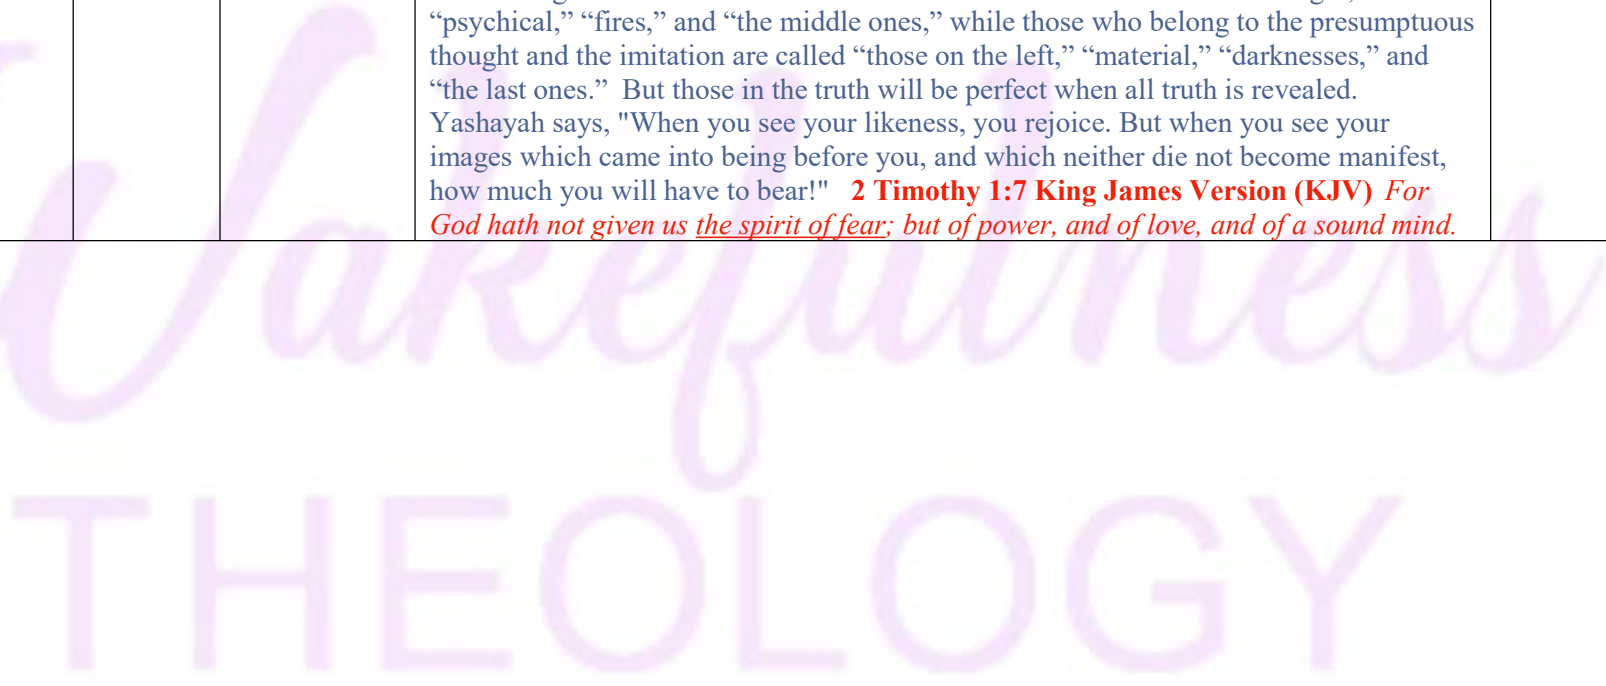 “psychical,” “fires,” and “the middle ones,” while those who belong to the presumptuous
thought and the imitation are called “those on the left,” “material,” “darknesses,” and
“the last ones.”  But those in the truth will be perfect when all truth is revealed.
Yashayah says, "When you see your likeness, you rejoice. But when you see your
images which came into being before you, and which neither die not become manifest,
how much you will have to bear!"   2 Timothy 1:7 King James Version (KJV)  For
God hath not given us the spirit of fear; but of power, and of love, and of a sound mind.
Wakefulness
THEOLOGY